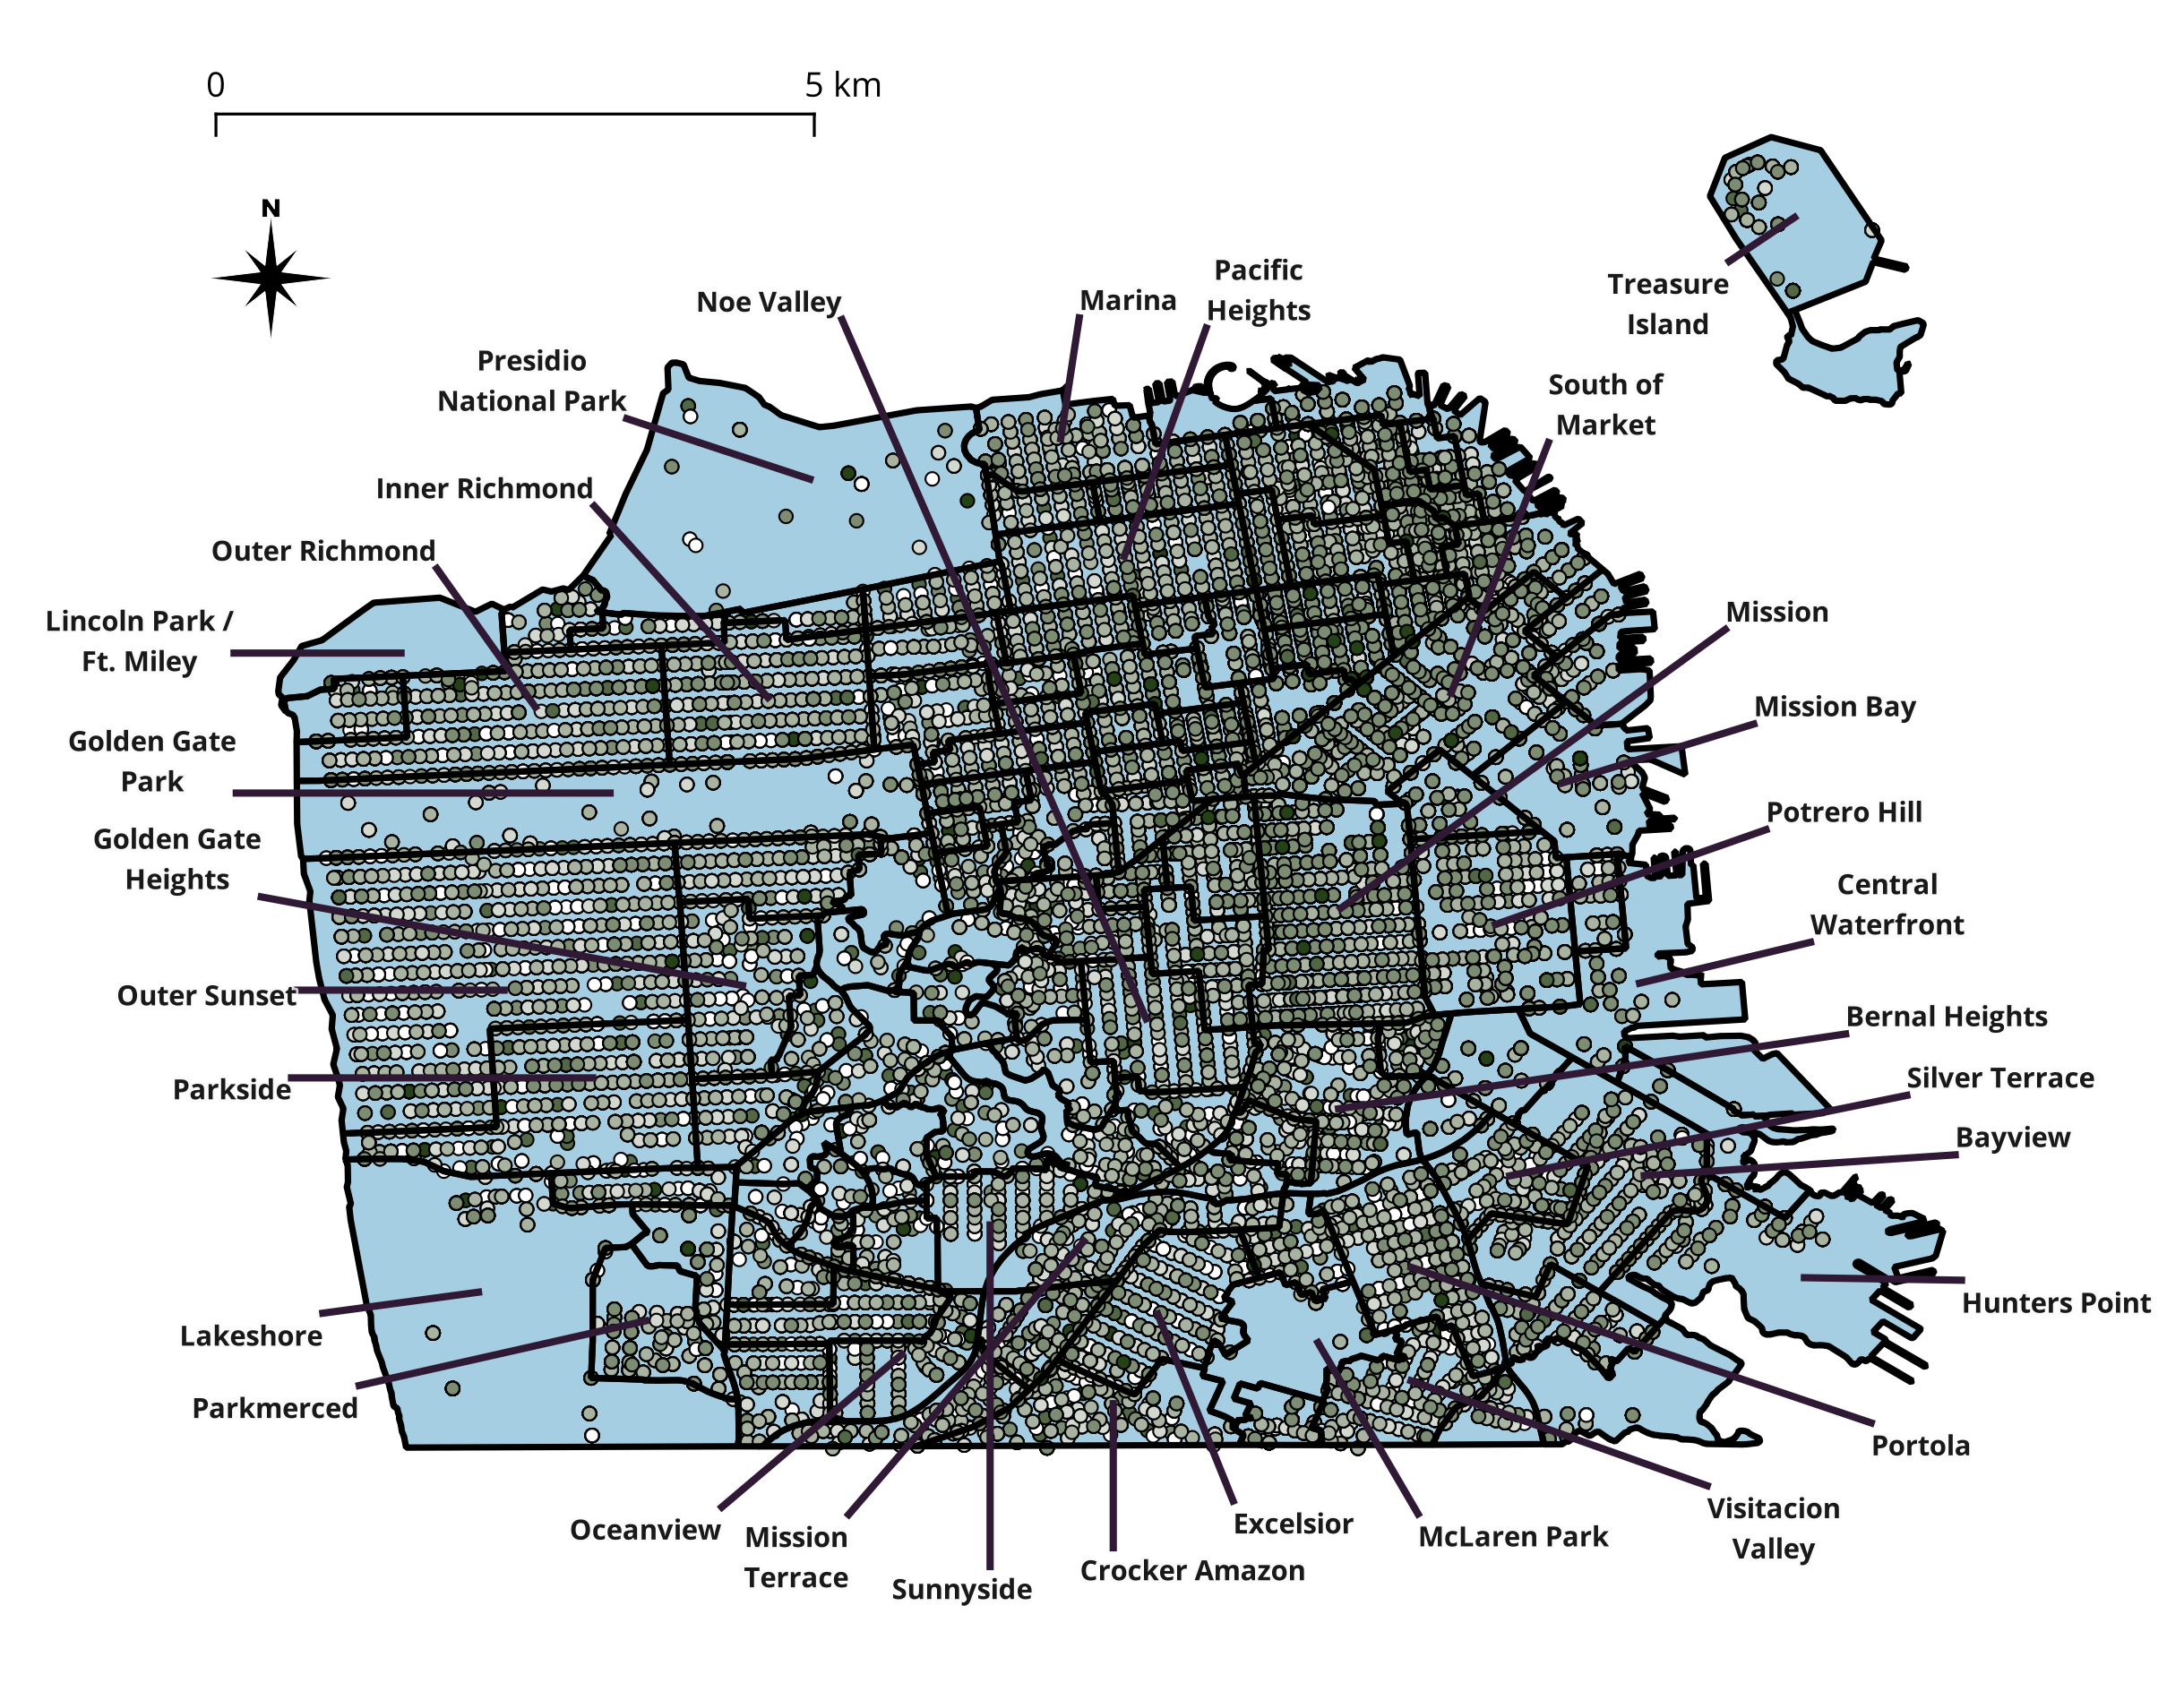 0
5 km
N
Noe Valley
Marina
Pacific
Heights
Treasure
Island
Presidio
National Park
South of
Market
Inner Richmond
Outer Richmond
Lincoln Park /
Ft. Miley
Mission
Mission Bay
Golden Gate
Park
Potrero Hill
Golden Gate
Heights
Central
Waterfront
Outer Sunset
Bernal Heights
Parkside
Silver Terrace
Bayview
Hunters Point
Lakeshore
Parkmerced
Portola
Oceanview
Mission
Terrace
Sunnyside
Crocker Amazon
Excelsior
McLaren Park
Visitacion
Valley